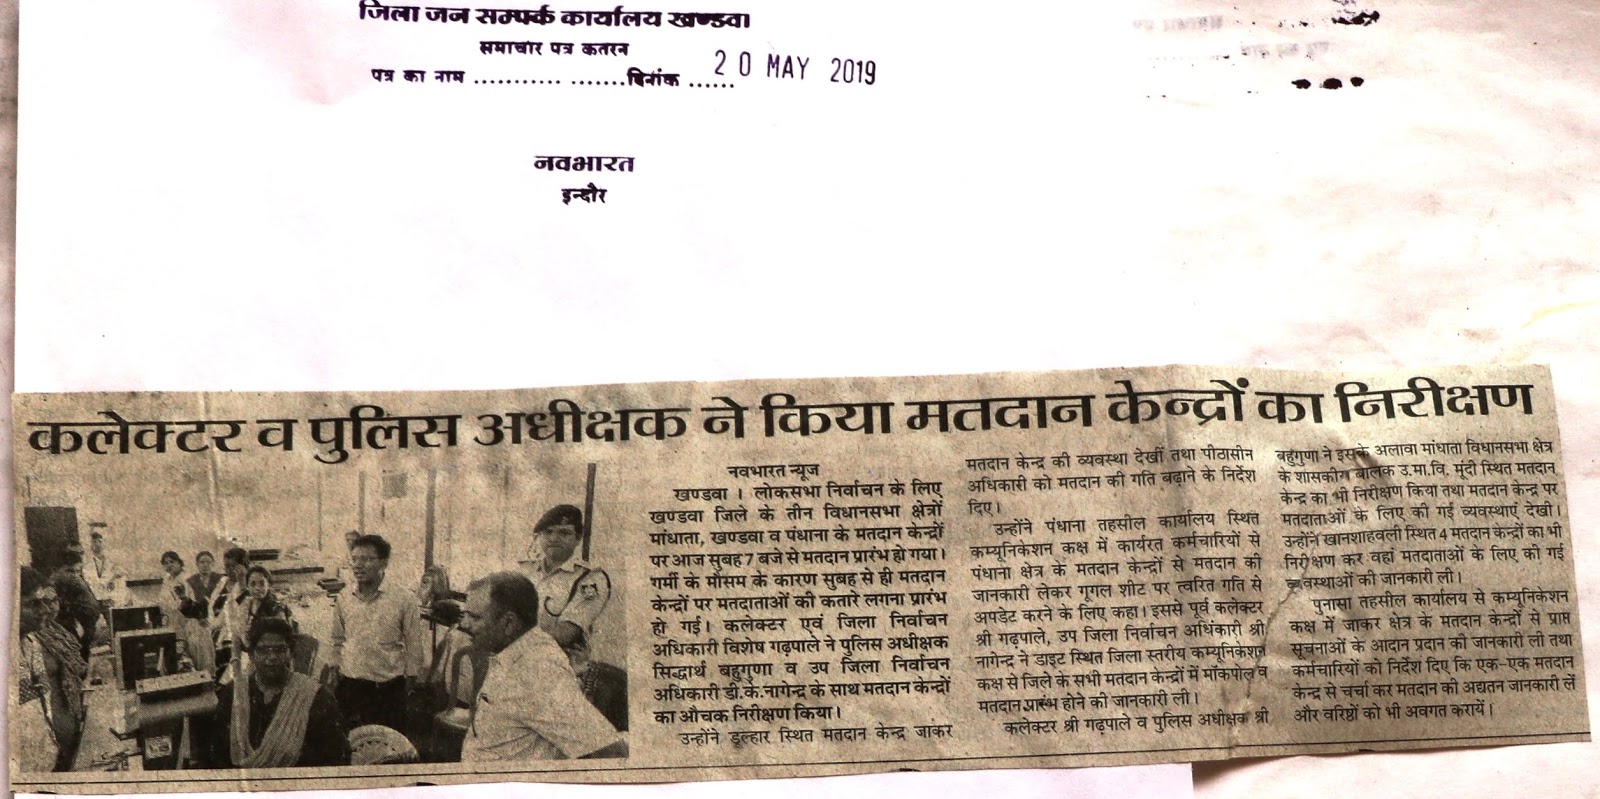 जिला जन सम्पर्क कार्यालय खण्डवा
समाचार पत्र कतरन
पत्र का नाम ........... .......दिनांक ......
20 MAY 2019
नवभारत
इन्दौर
कलेक्टर व पुलिस अधीक्षक ने किया मतदान केन्द्रों का निरीक्षण
नवभारत न्यूज
खण्डवा । लोकसभा निर्वाचन के लिए
खण्डवा जिले के तीन विधानसभा क्षेत्रों
मांधाता, खण्डवा व पंधाना के मतदान केन्द्रों
पर आज सुबह 7 बजे से मतदान प्रारंभ हो गया।
गर्मी के मौसम के कारण सुबह से ही मतदान
केन्द्रों पर मतदाताओं की कतारे लगना प्रारंभ
हो गई। कलेक्टर एवं जिला निर्वाचन
अधिकारी विशेष गढ़पाले ने पुलिस अधीक्षक
सिद्धार्थ बहुगुणा व उप जिला निर्वाचन
अधिकारी डी.के.नागेन्द्र के साथ मतदान केन्द्रों
का औचक निरीक्षण किया।
उन्होंने डूल्हार स्थित मतदान केन्द्र जाकर
मतदान केन्द्र की व्यवस्था देखीं तथा पीठासीन
अधिकारी को मतदान की गति बढ़ाने के निर्देश
दिए।
उन्होंने पंधाना तहसील कार्यालय स्थित
कम्यूनिकेशन कक्ष में कार्यरत कर्मचारियों से
पंधाना क्षेत्र के मतदान केन्द्रों से मतदान की
जानकारी लेकर गूगल शीट पर त्वरित गति से
अपडेट करने के लिए कहा। इससे पूर्व कलेक्टर
श्री गढ़पाले, उप जिला निर्वाचन अधिकारी श्री
नागेन्द्र ने डाइट स्थित जिला स्तरीय कम्यूनिकेशन
कक्ष से जिले के सभी मतदान केन्द्रों में मॉकपोल व
मतदान प्रारंभ होने की जानकारी ली।
कलेक्टर श्री गढ़पाले व पुलिस अधीक्षक श्री
बहुगुणा ने इसके अलावा मांधाता विधानसभा क्षेत्र
के शासकीय बालक उ.मा.वि. मूंदी स्थित मतदान
केन्द्र का भी निरीक्षण किया तथा मतदान केन्द्र पर
मतदाताओं के लिए की गई व्यवस्थाएं देखी।
उन्होंने खानशाहवली स्थित 4 मतदान केन्द्रों का भी
निरीक्षण कर वहां मतदाताओं के लिए की गई
व्यवस्थाओं की जानकारी ली।
पुनासा तहसील कार्यालय से कम्यूनिकेशन
कक्ष में जाकर क्षेत्र के मतदान केन्द्रों से प्राप्त
सूचनाओं के आदान प्रदान की जानकारी ली तथा
कर्मचारियों को निर्देश दिए कि एक-एक मतदान
केन्द्र से चर्चा कर मतदान की अद्यतन जानकारी लें
और वरिष्ठों को भी अवगत करायें।